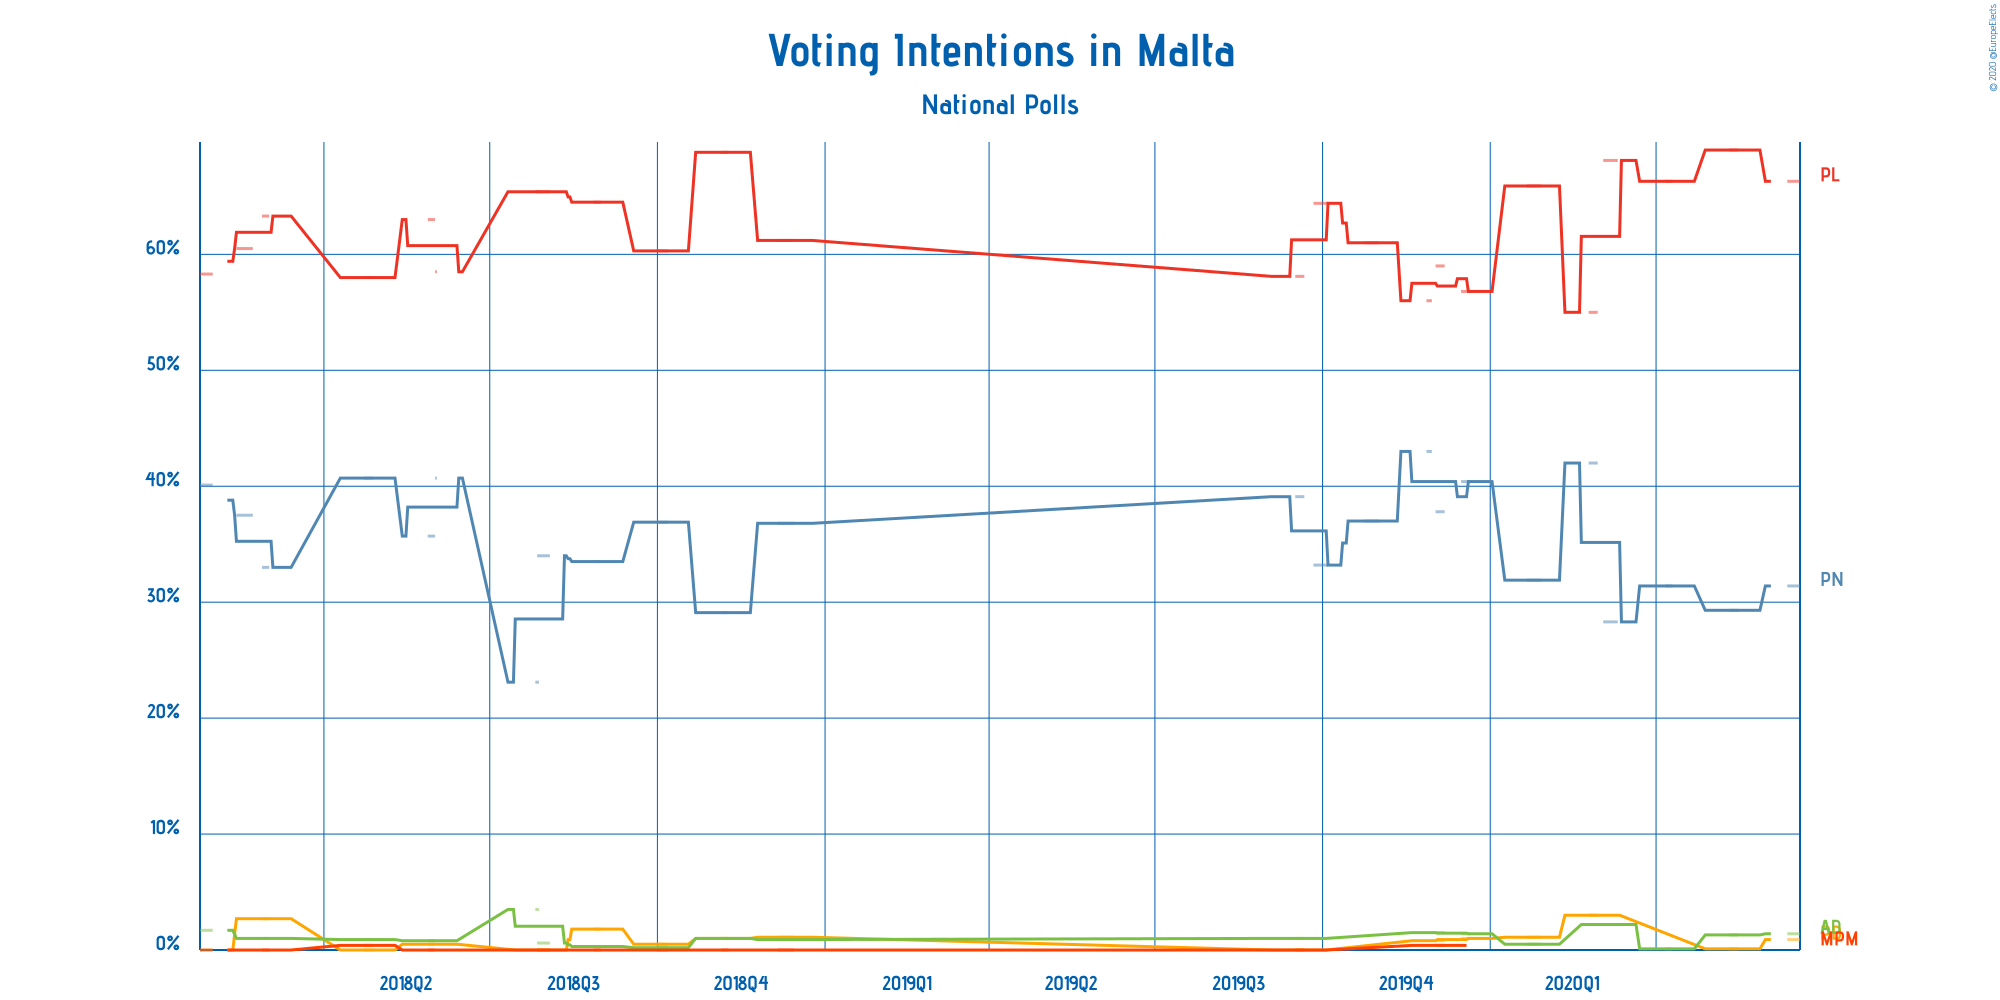 Voting Intentions in Malta
National Polls
© 2020 @EuropeElects
60%
50%
40%
30%
20%
10%
0%
PL
PN
MPM
2018Q2 2018Q3 2018Q4 2019Q1 2019Q2 2019Q3 2019Q4 2020Q1